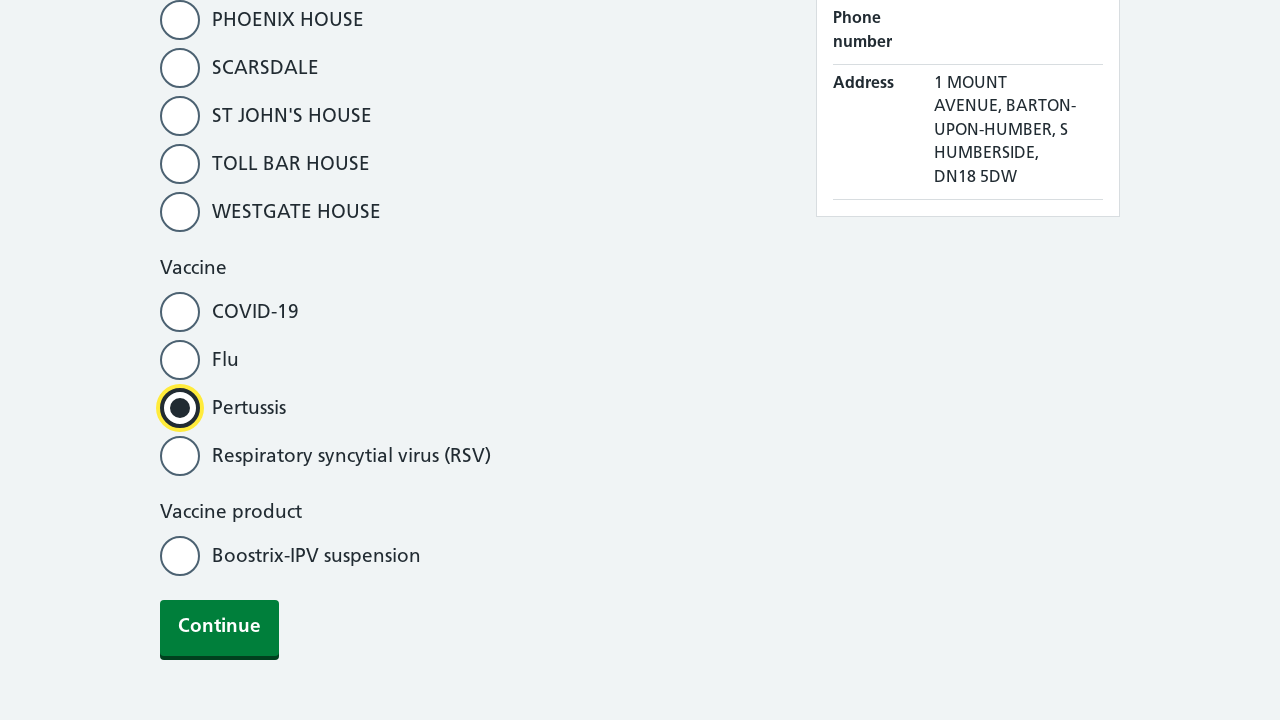 PHOENIX HOUSE
SCARSDALE
ST JOHN'S HOUSE
TOLL BAR HOUSE
WESTGATE HOUSE
Vaccine
COVID-19
Flu
Pertussis
Respiratory syncytial virus (RSV)
Vaccine product
Boostrix-IPV suspension
Continue
Phone
number
Address
1 MOUNT
AVENUE, BARTON-
UPON-HUMBER, S
HUMBERSIDE,
DN18 5DW